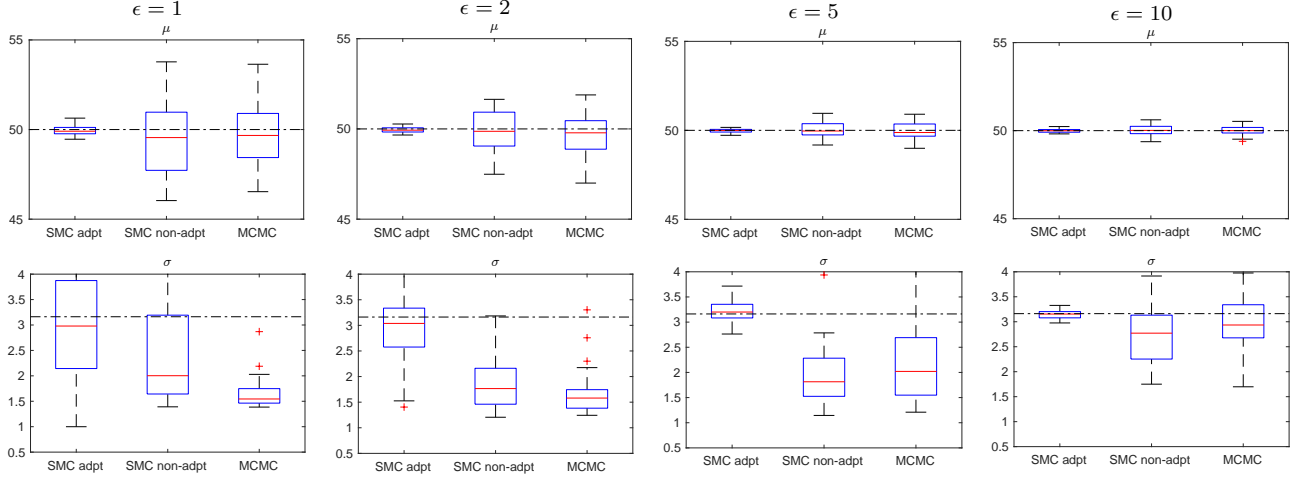 ϵ = 1
ϵ = 2
ϵ = 5
ϵ = 10
μ
μ
μ
μ
55
50
45
SMC adpt SMC non-adpt MCMC
55
50
45
SMC adpt SMC non-adpt MCMC
55
50
45
SMC adpt SMC non-adpt MCMC
55
50
45
SMC adpt SMC non-adpt MCMC
σ
σ
σ
σ
4
3.5
3
2.5
2
1.5
1
0.5
SMC adpt SMC non-adpt MCMC
4
3.5
3
2.5
2
1.5
1
0.5
SMC adpt SMC non-adpt MCMC
4
3.5
3
2.5
2
1.5
1
0.5
SMC adpt SMC non-adpt MCMC
4
3.5
3
2.5
2
1.5
1
0.5
SMC adpt SMC non-adpt MCMC